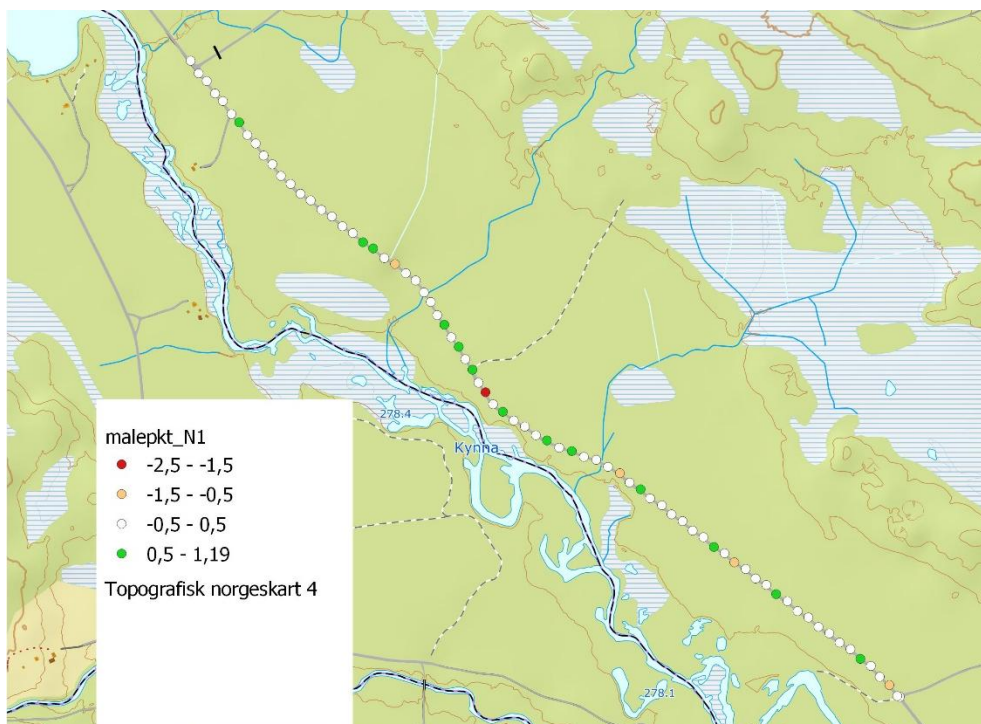 278.4
Kynna
278.1
malepkt_N1
-2,5 - -1,5
-1,5 - -0,5
-0,5 - 0,5
0,5 - 1,19
Topografisk norgeskart 4